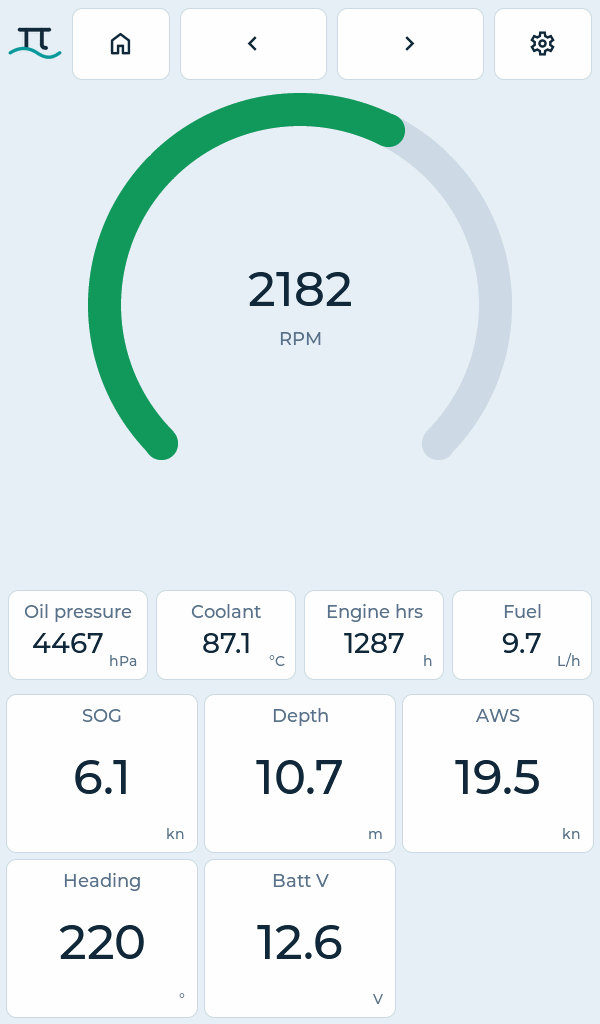 2182
RPM
Oil pressure
4467
hPa
Coolant
87.1
°C
Engine hrs
1287
h
Fuel
9.7
L/h
SOG
6.1
kn
Depth
10.7
m
AWS
19.5
kn
Heading
220
°
Batt V
12.6
V